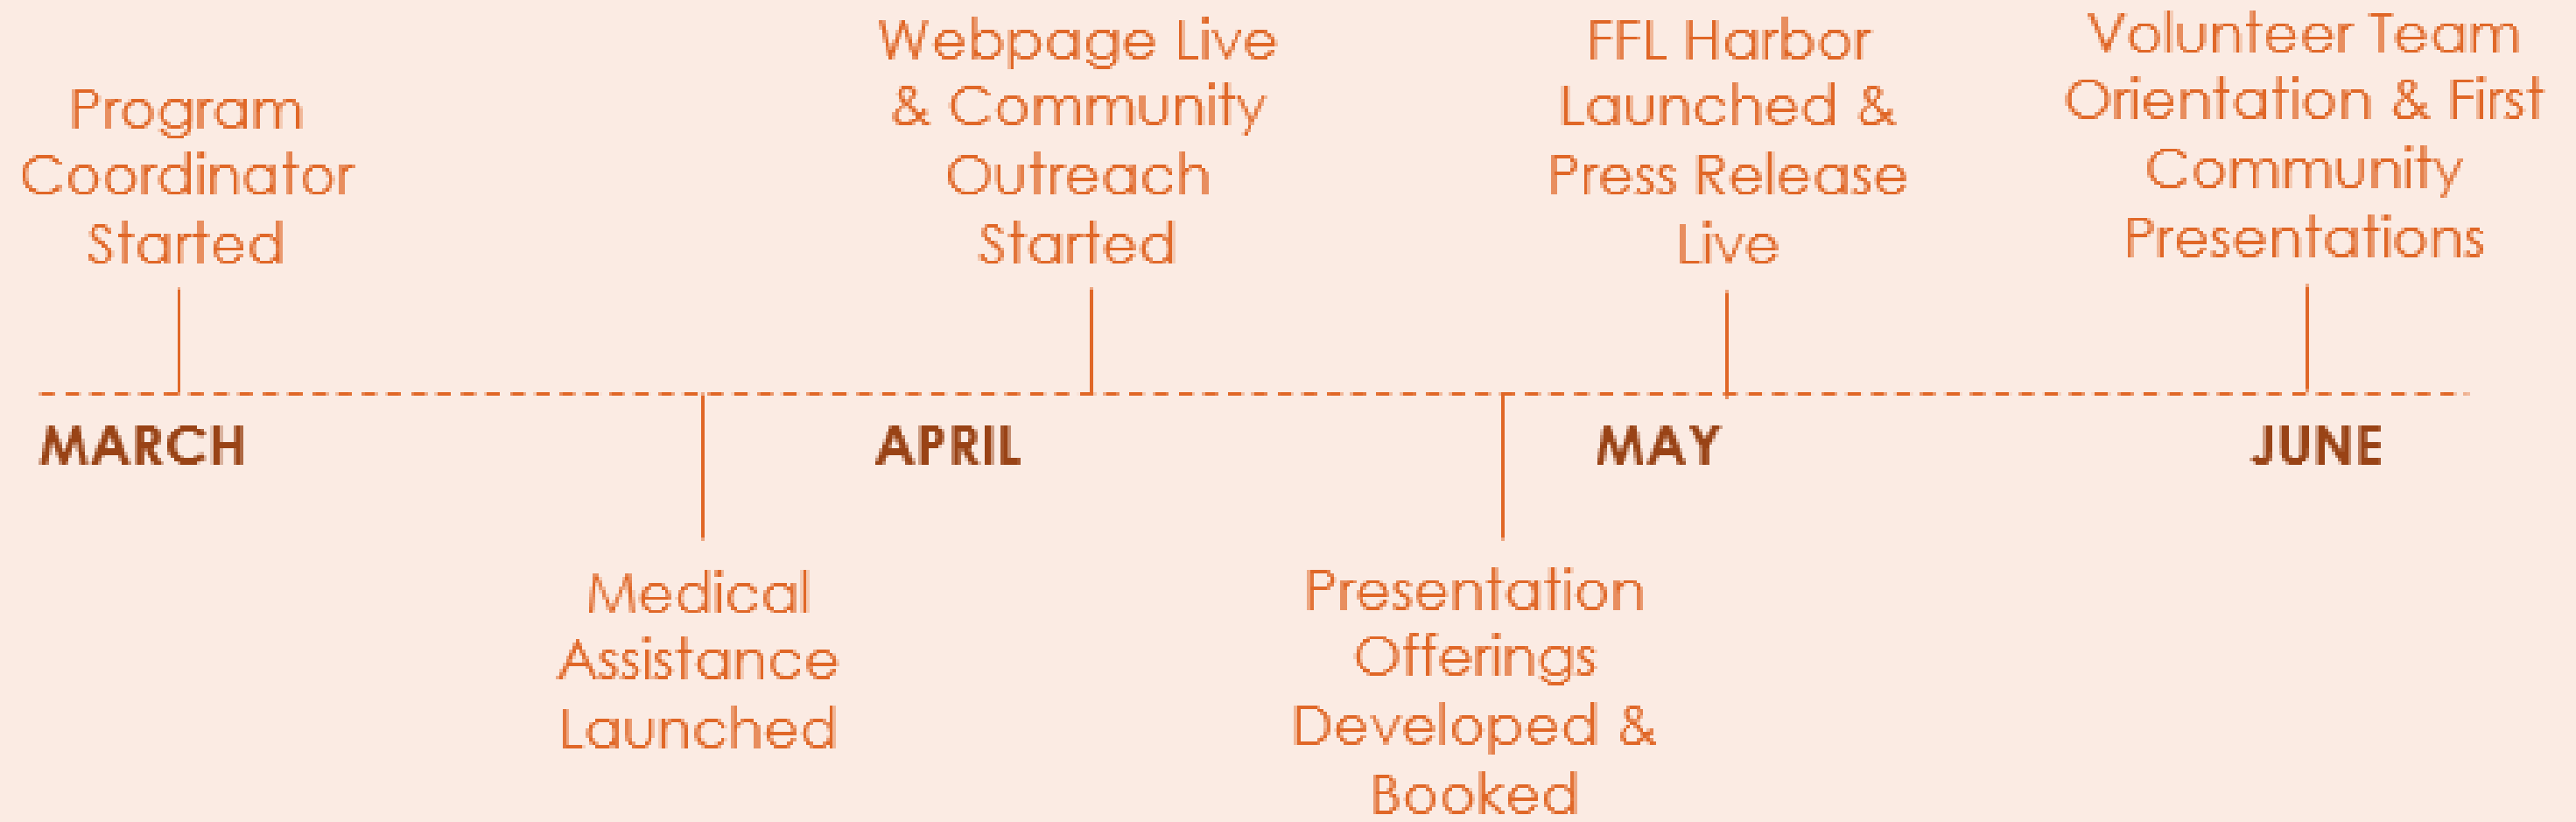 Program
Coordinator
Started
Webpage Live
& Community
Outreach
Started
FFL Harbor
Launched &
Press Release
Live
Volunteer Team
Orientation & First
Community
Presentations
MARCH
APRIL
MAY
JUNE
Medical
Assistance
Launched
Presentation
Offerings
Developed &
Booked